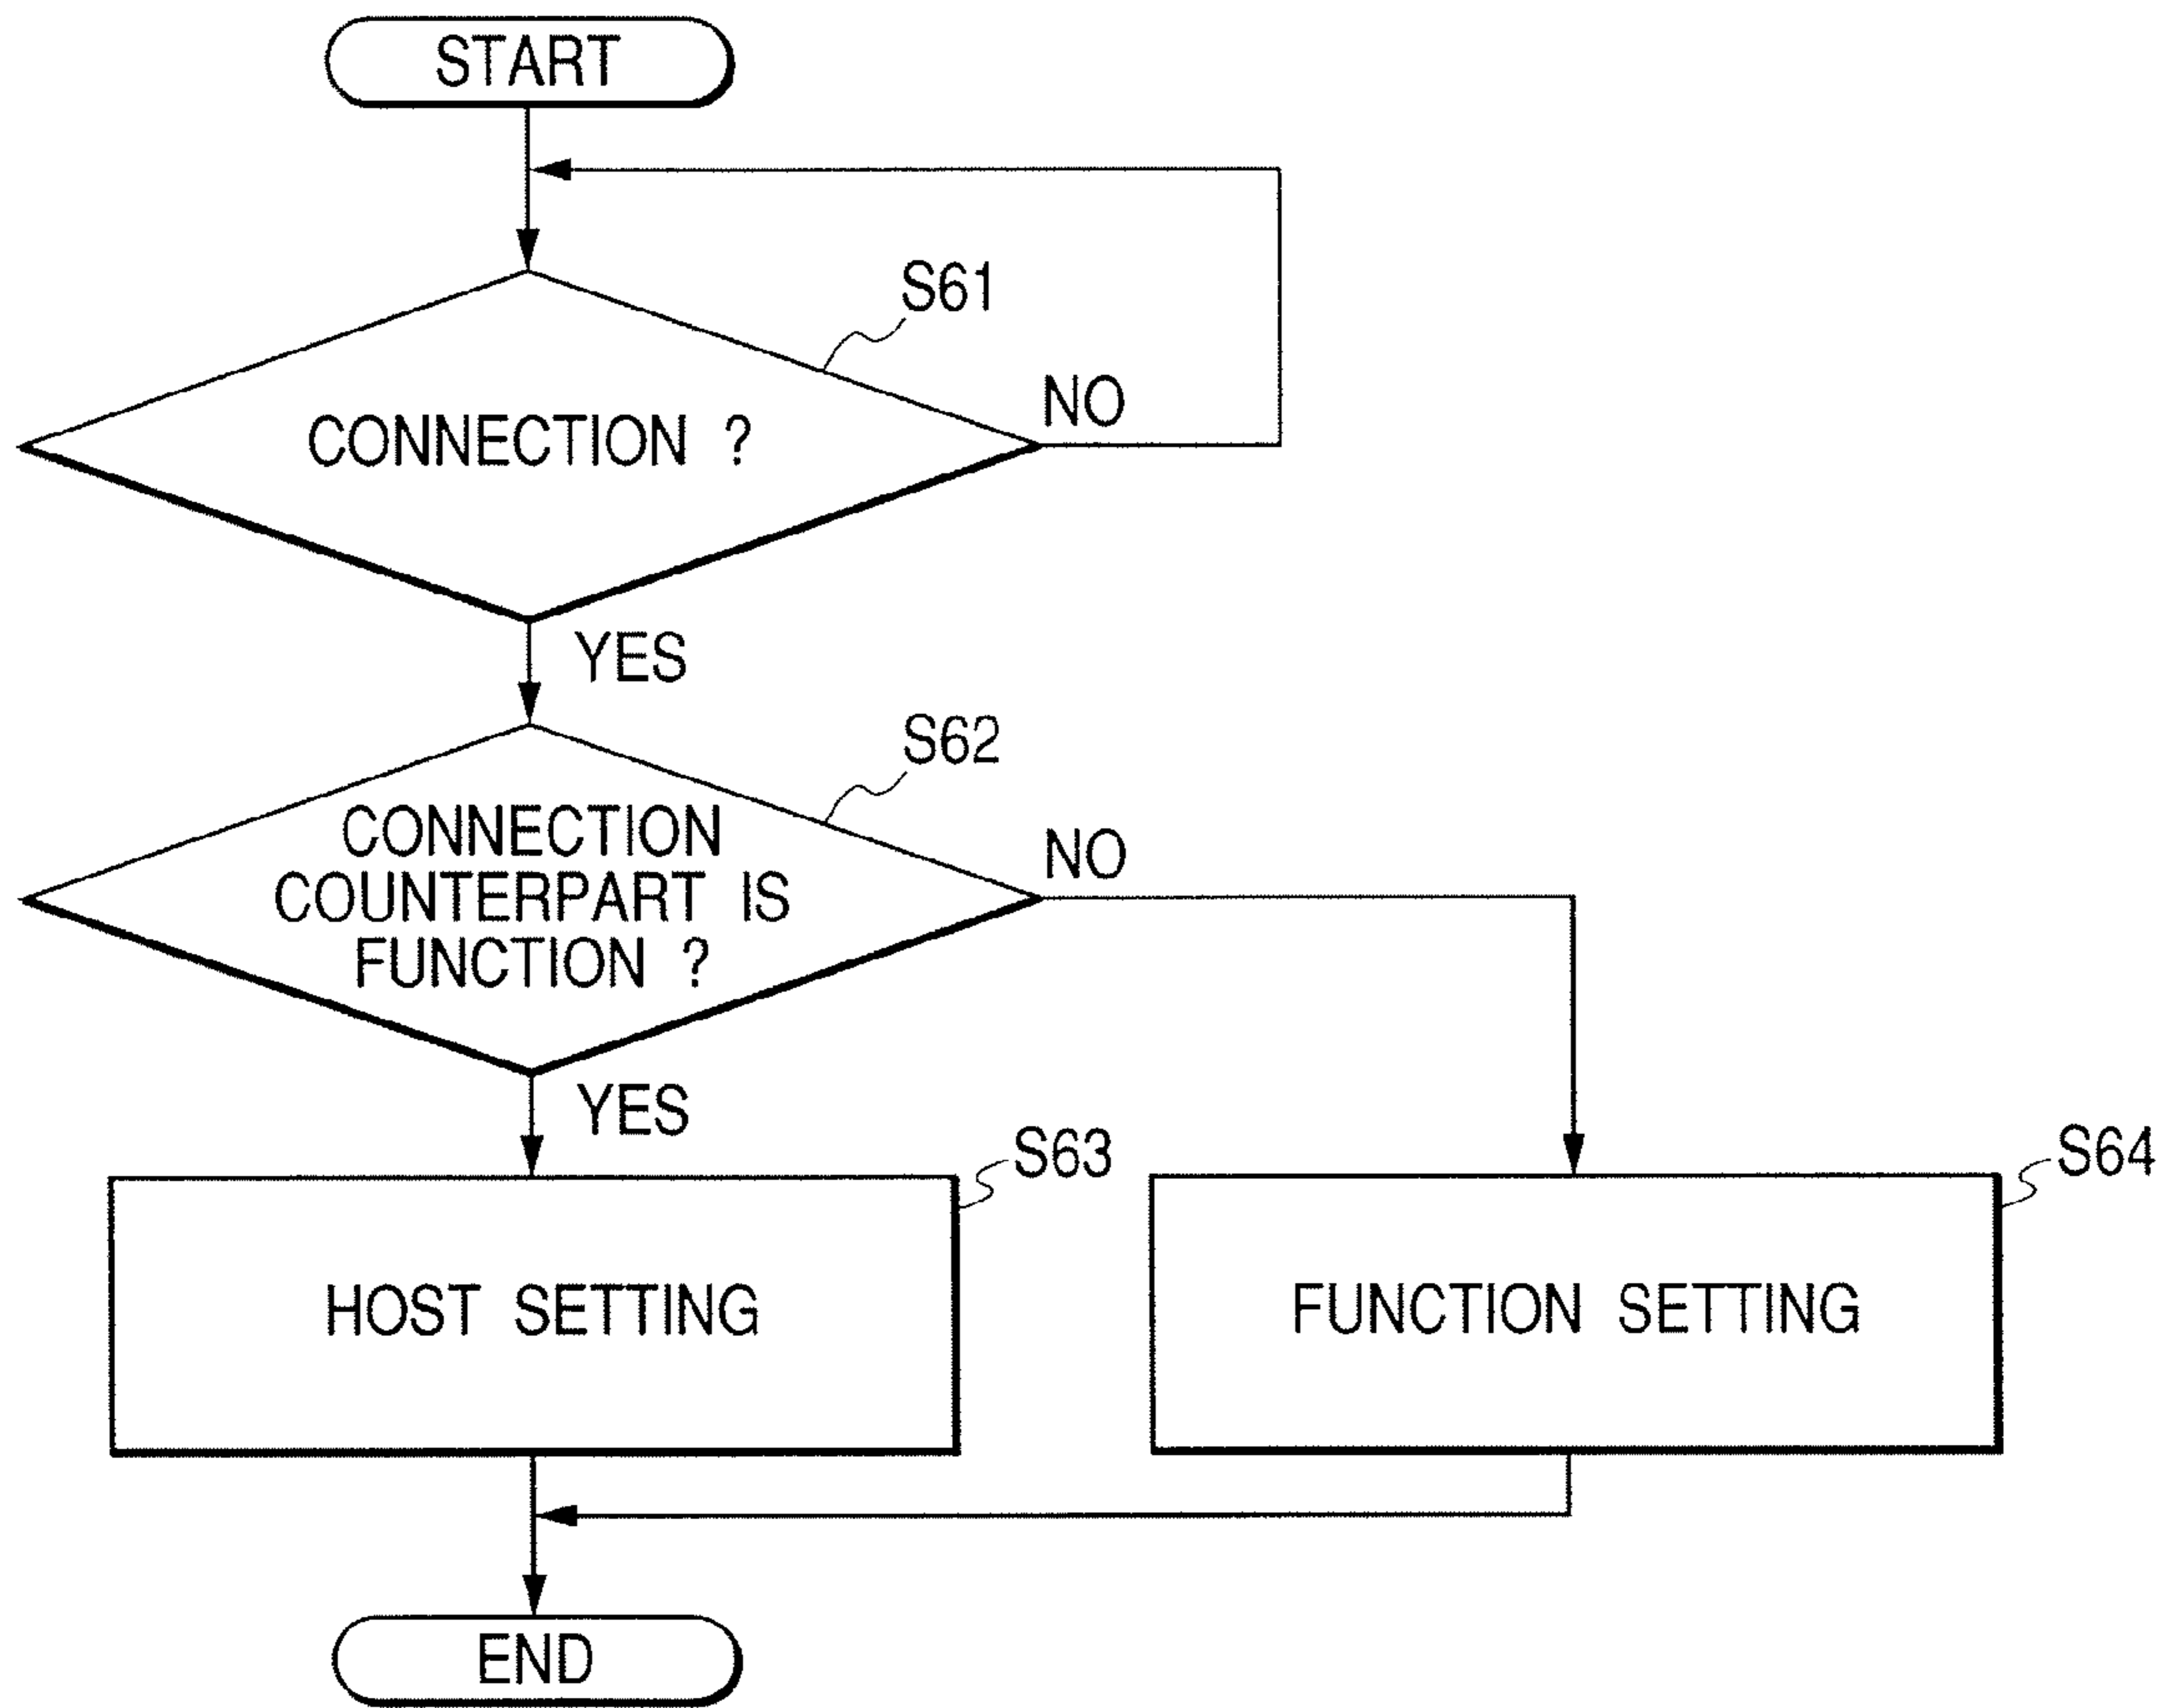 START
S61
CONNECTION ?
NO
YES
S62
CONNECTION
COUNTERPART IS
FUNCTION ?
NO
YES
S63
S64
HOST SETTING
FUNCTION SETTING
END